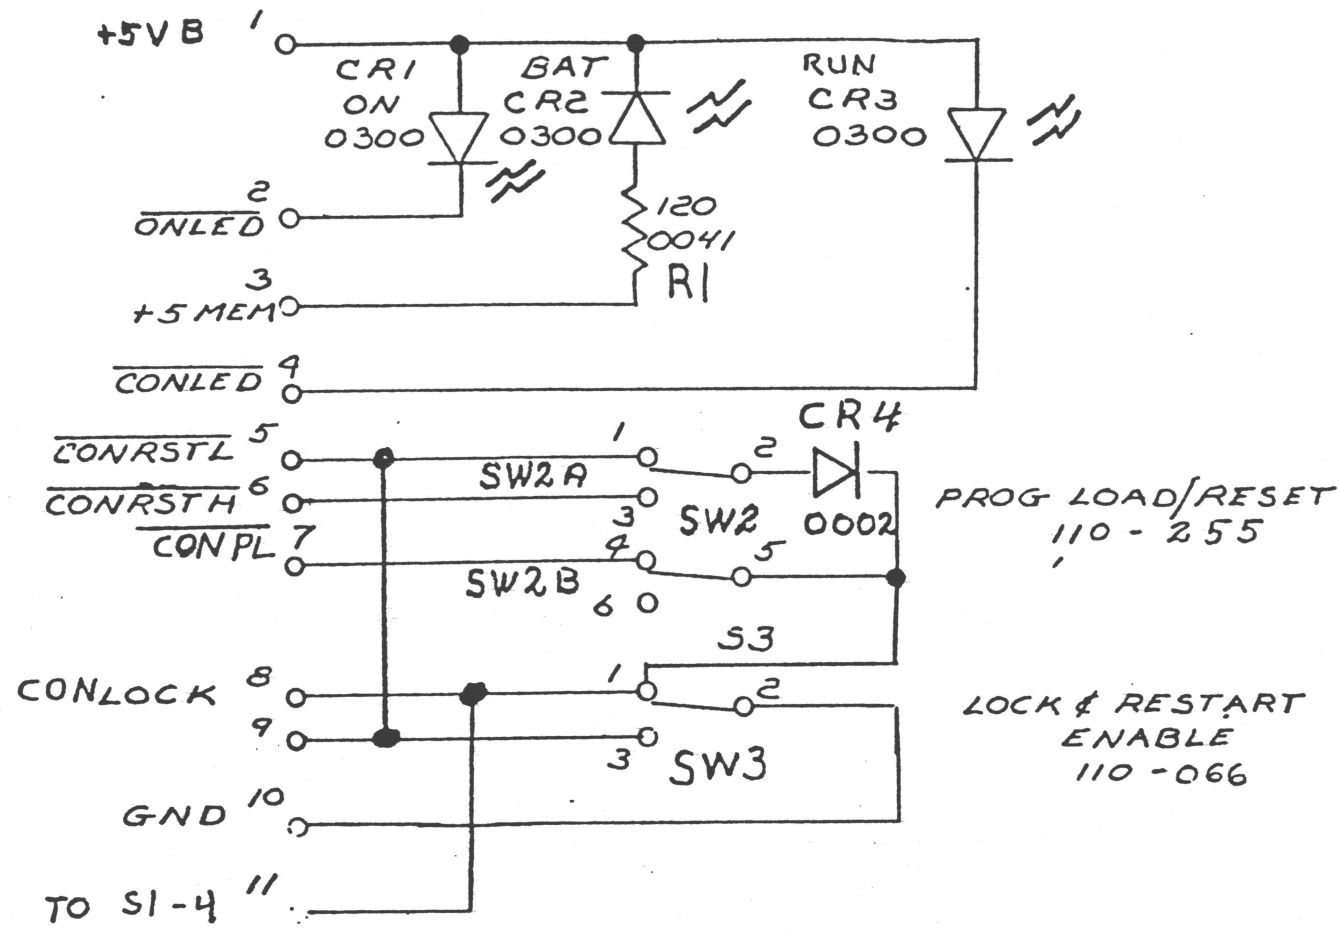 +5VB 1
CR1
ON
0300
BAT
CR2
0300
RUN
CR3
0300
ONLED 2
120
0041
R1
+5MEM 3
CONLED 4
CR4
0002
CONRSTL 5
1
2
SW2A
CONRSTH 6
3
SW2
PROG LOAD/RESET
110-255
CONPL 7
4
5
SW2B
6
S3
CONLOCK 8
1
2
LOCK & RESTART
ENABLE
110-066
9
3
SW3
GND 10
TO S1-4 11